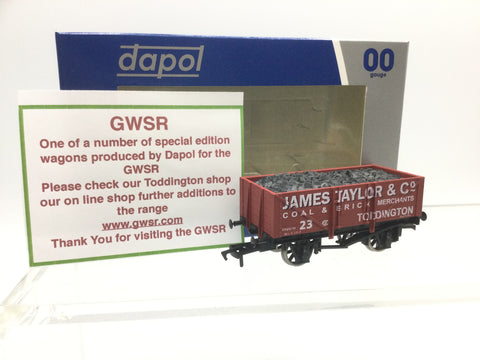 dapol
00
gauge
GWSR
One of a number of special edition
wagons produced by Dapol for the
GWSR
Please check our Toddington shop
our on line shop further additions to
the range
www.gwsr.com
Thank You for visiting the GWSR
JAMES TAYLOR & Co
COAL & BRICK MERCHANTS
23 TODDINGTON